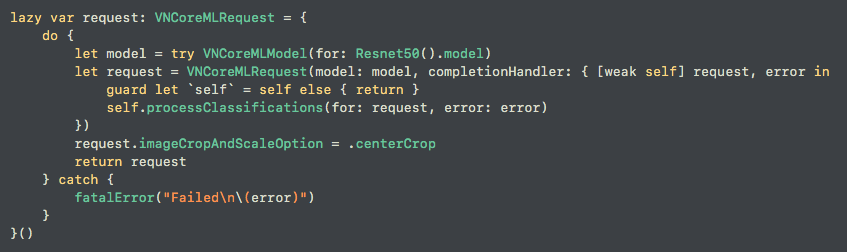 lazy var request: VNCoreMLRequest = {
    do {
        let model = try VNCoreMLModel(for: Resnet50().model)
        let request = VNCoreMLRequest(model: model, completionHandler: { [weak self] request, error in
            guard let `self` = self else { return }
            self.processClassifications(for: request, error: error)
        })
        request.imageCropAndScaleOption = .centerCrop
        return request
    } catch {
        fatalError("Failed\n\(error)")
    }
}()